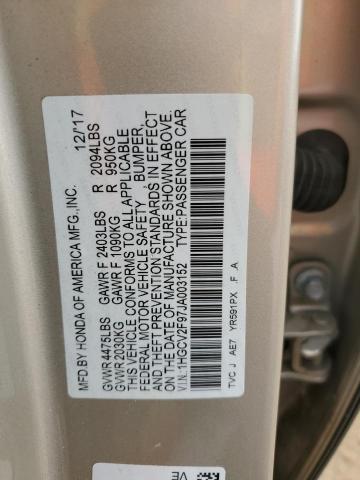 MFD.BY HONDA OF AMERICA MFG.,INC. 12/'17
GVWR 4475LBS GAWR F 2403LBS R 2094LBS
GVWR 2030KG GAWR F 1090KG R 950KG
THIS VEHICLE CONFORMS TO ALL APPLICABLE
FEDERAL MOTOR VEHICLE SAFETY, BUMPER,
AND THEFT PREVENTION STANDARDS IN EFFECT
ON THE DATE OF MANUFACTURE SHOWN ABOVE.
V.I.N.:1HGCV2F97JA003152 TYPE:PASSENGER CAR
TVC J AE7 YR591PX .F .A
VE